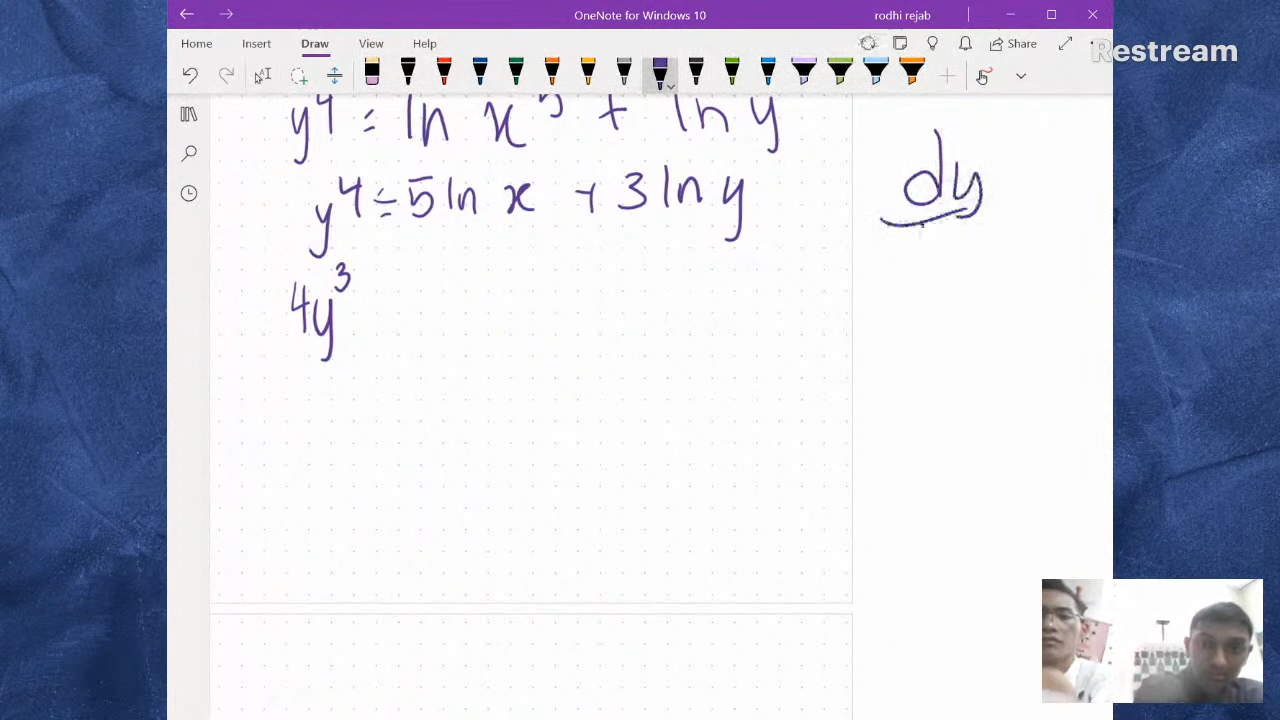 OneNote for Windows 10
rodhi rejab
Home Insert Draw View Help
Share
Restream
y⁴ = ln x⁵ + ln y
y⁴ = 5 ln x + 3 ln y
4y³
dy